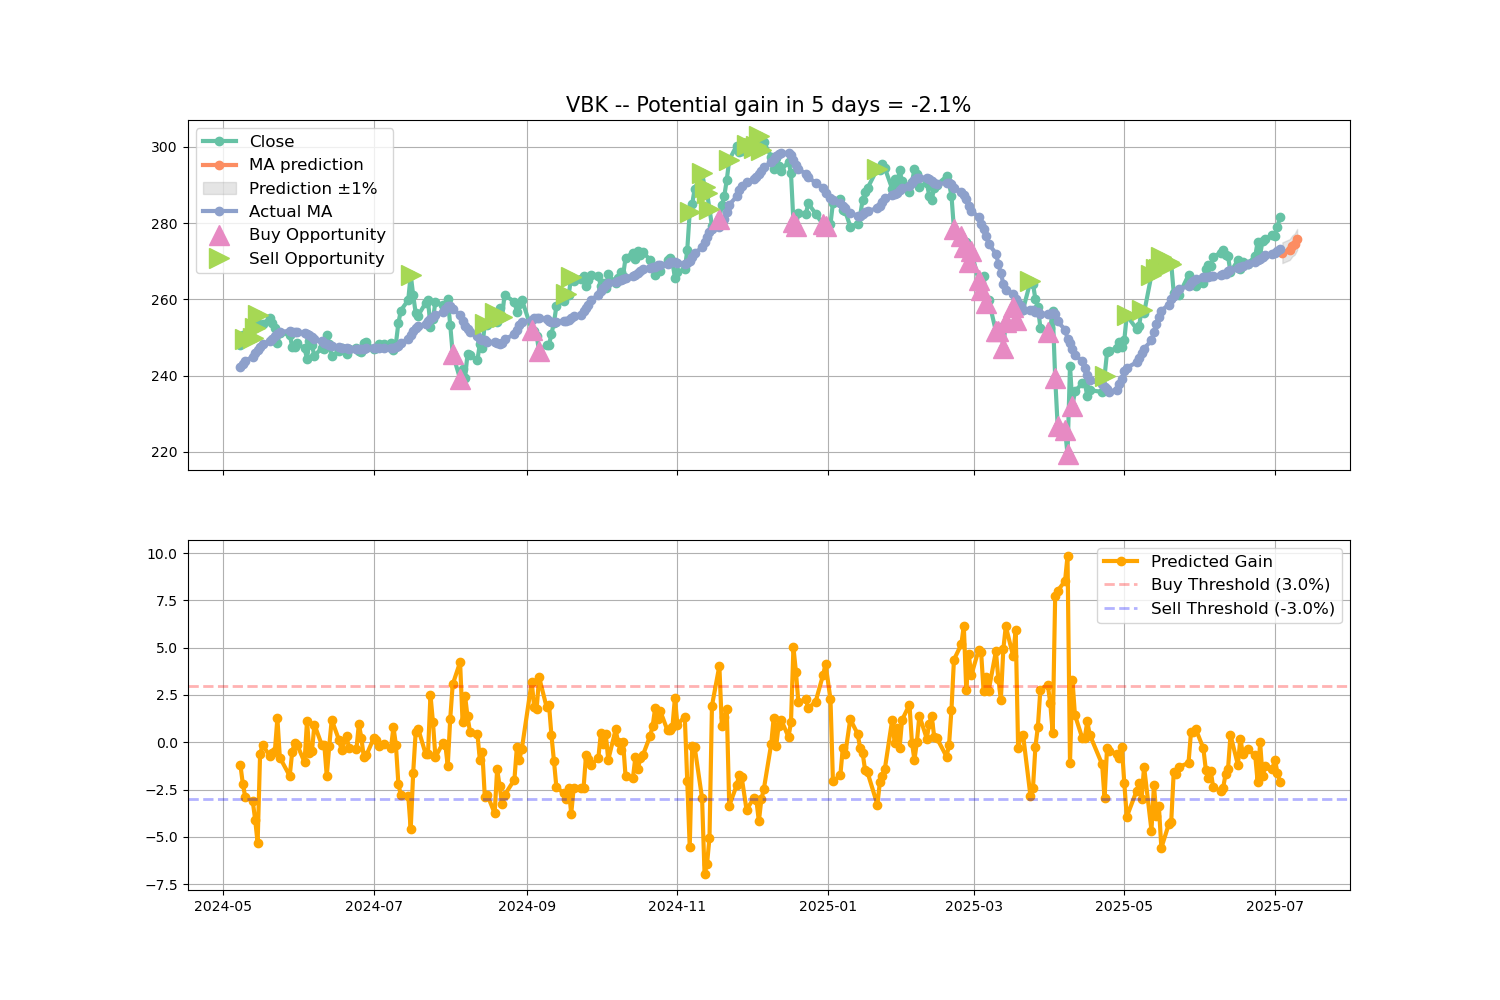 VBK -- Potential gain in 5 days = -2.1%
300
280
260
240
220
Close
MA prediction
Prediction ±1%
Actual MA
Buy Opportunity
Sell Opportunity
10.0
7.5
5.0
2.5
0.0
−2.5
−5.0
−7.5
Predicted Gain
Buy Threshold (3.0%)
Sell Threshold (-3.0%)
2024-05
2024-07
2024-09
2024-11
2025-01
2025-03
2025-05
2025-07